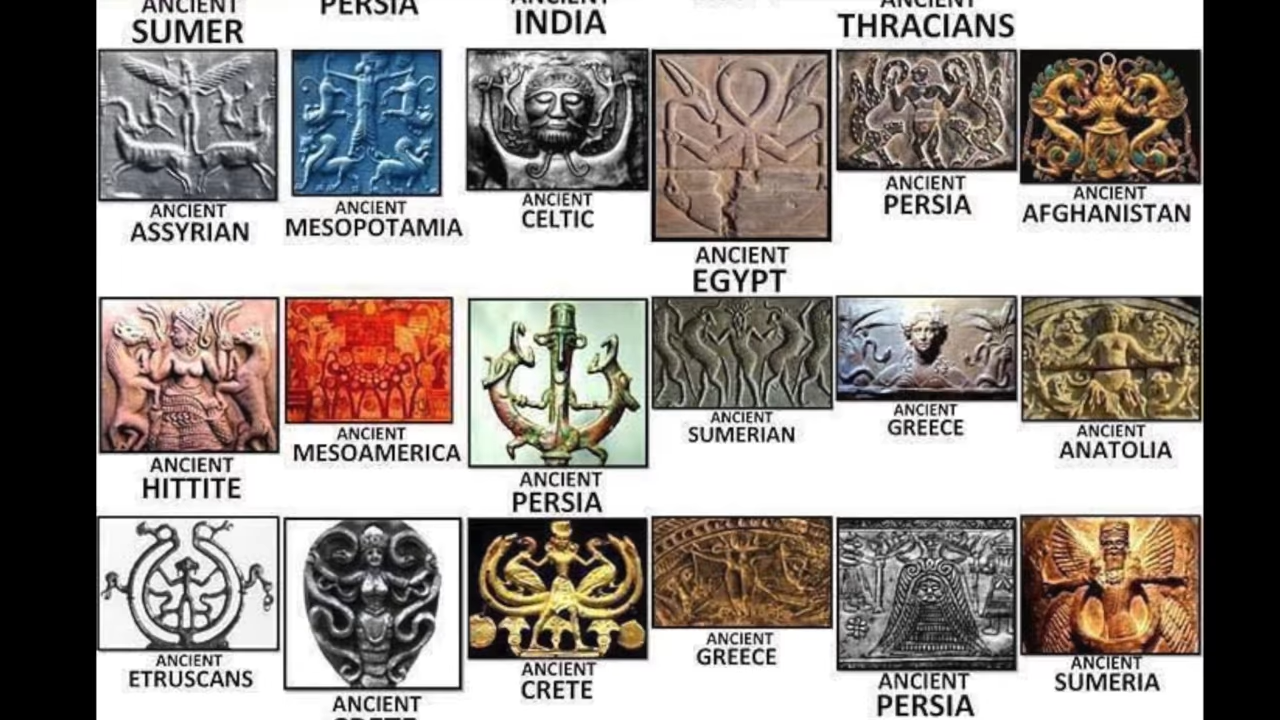 ANCIENT
SUMER
PERSIA
ANCIENT
INDIA
ANCIENT
THRACIANS
ANCIENT
ASSYRIAN
ANCIENT
MESOPOTAMIA
ANCIENT
CELTIC
ANCIENT
EGYPT
ANCIENT
PERSIA
ANCIENT
AFGHANISTAN
ANCIENT
HITTITE
ANCIENT
MESOAMERICA
ANCIENT
PERSIA
ANCIENT
SUMERIAN
ANCIENT
GREECE
ANCIENT
ANATOLIA
ANCIENT
ETRUSCANS
ANCIENT
CRETE
ANCIENT
CRETE
ANCIENT
GREECE
ANCIENT
PERSIA
ANCIENT
SUMERIA